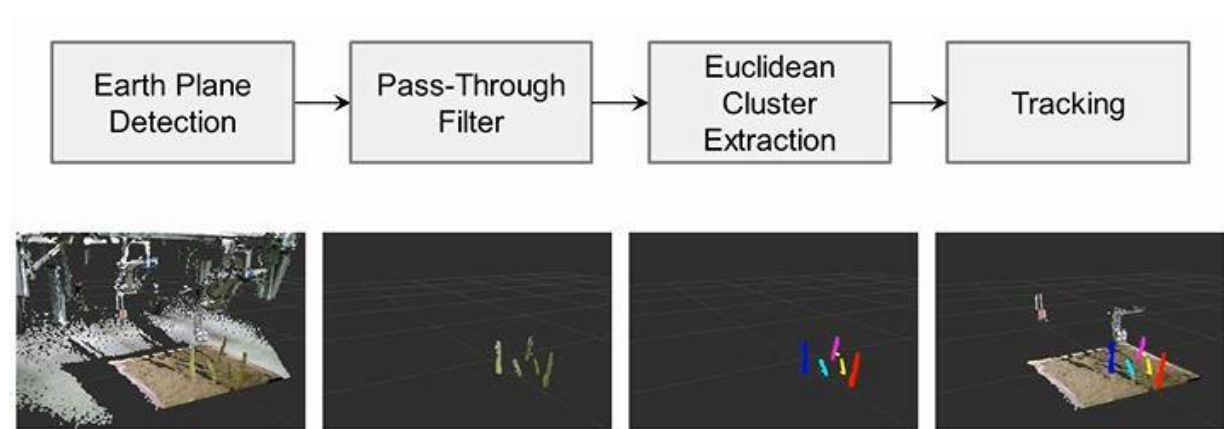 Earth Plane
Detection
Pass-Through
Filter
Euclidean
Cluster
Extraction
Tracking